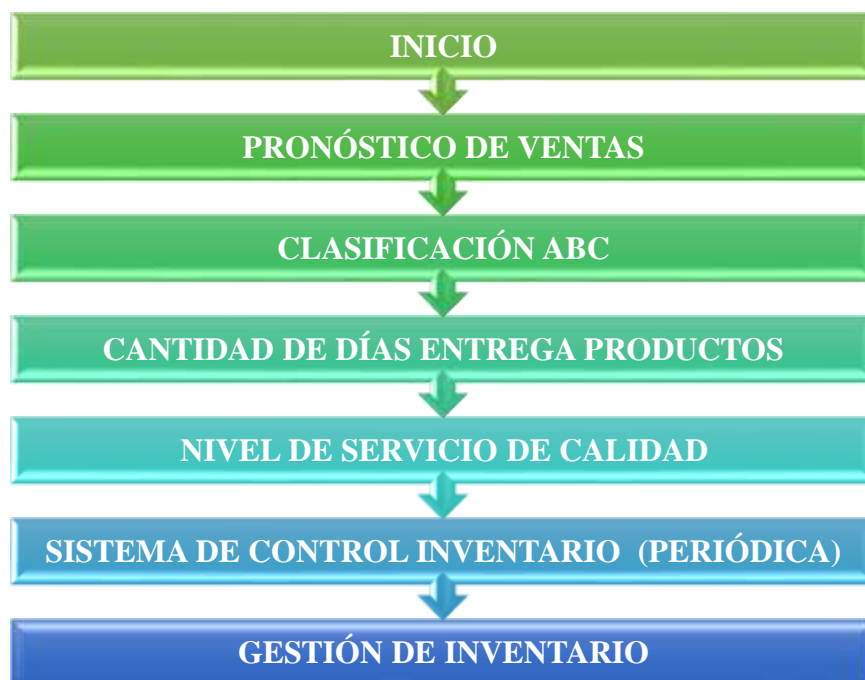 INICIO
PRONÓSTICO DE VENTAS
CLASIFICACIÓN ABC
CANTIDAD DE DÍAS ENTREGA PRODUCTOS
NIVEL DE SERVICIO DE CALIDAD
SISTEMA DE CONTROL INVENTARIO (PERIÓDICA)
GESTIÓN DE INVENTARIO